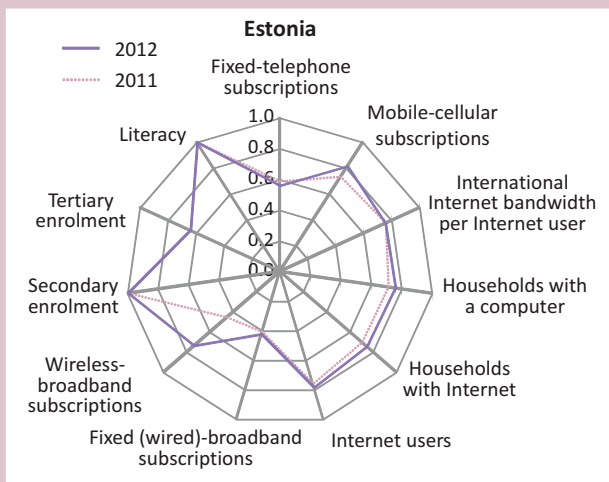 Estonia
2012
2011
Fixed-telephone
subscriptions
Mobile-cellular
subscriptions
International
Internet bandwidth
per Internet user
Households with
a computer
Households
with Internet
Internet users
Fixed (wired)-broadband
subscriptions
Wireless-
broadband
subscriptions
Secondary
enrolment
Tertiary
enrolment
Literacy
1.0
0.8
0.6
0.4
0.2
0.0